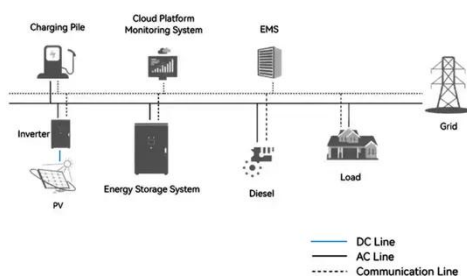 Charging Pile
Cloud Platform
Monitoring System
EMS
Grid
Inverter
PV
Energy Storage System
Diesel
Load
DC Line
AC Line
Communication Line